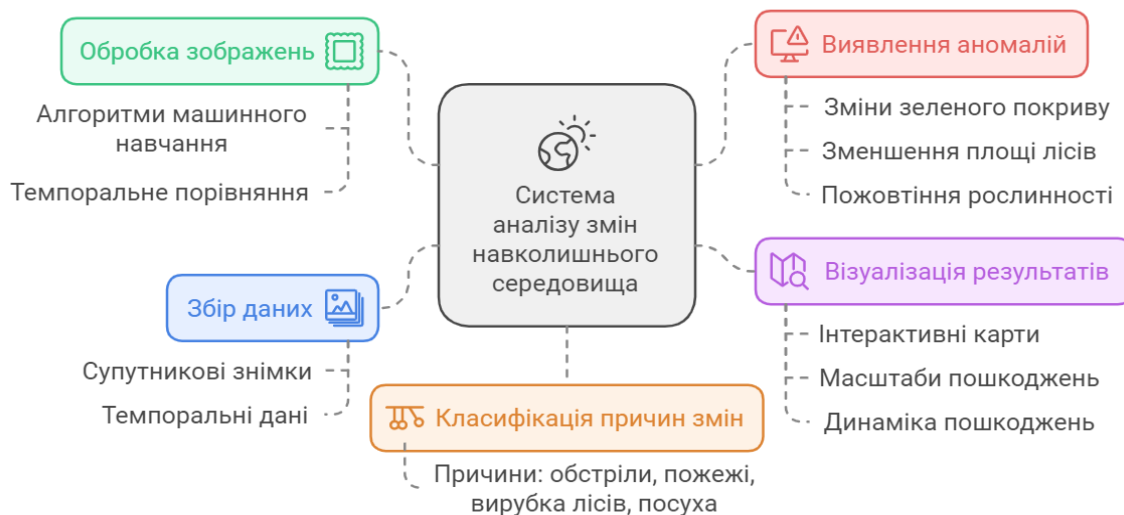 Обробка зображень
Алгоритми машинного
навчання
Темпоральне порівняння
Збір даних
Супутникові знімки
Темпоральні дані
Система
аналізу змін
навколишнього
середовища
Класифікація причин змін
Причини: обстріли, пожежі,
вирубка лісів, посуха
Виявлення аномалій
Зміни зеленого покриву
Зменшення площі лісів
Пожовтіння рослинності
Візуалізація результатів
Інтерактивні карти
Масштаби пошкоджень
Динаміка пошкоджень